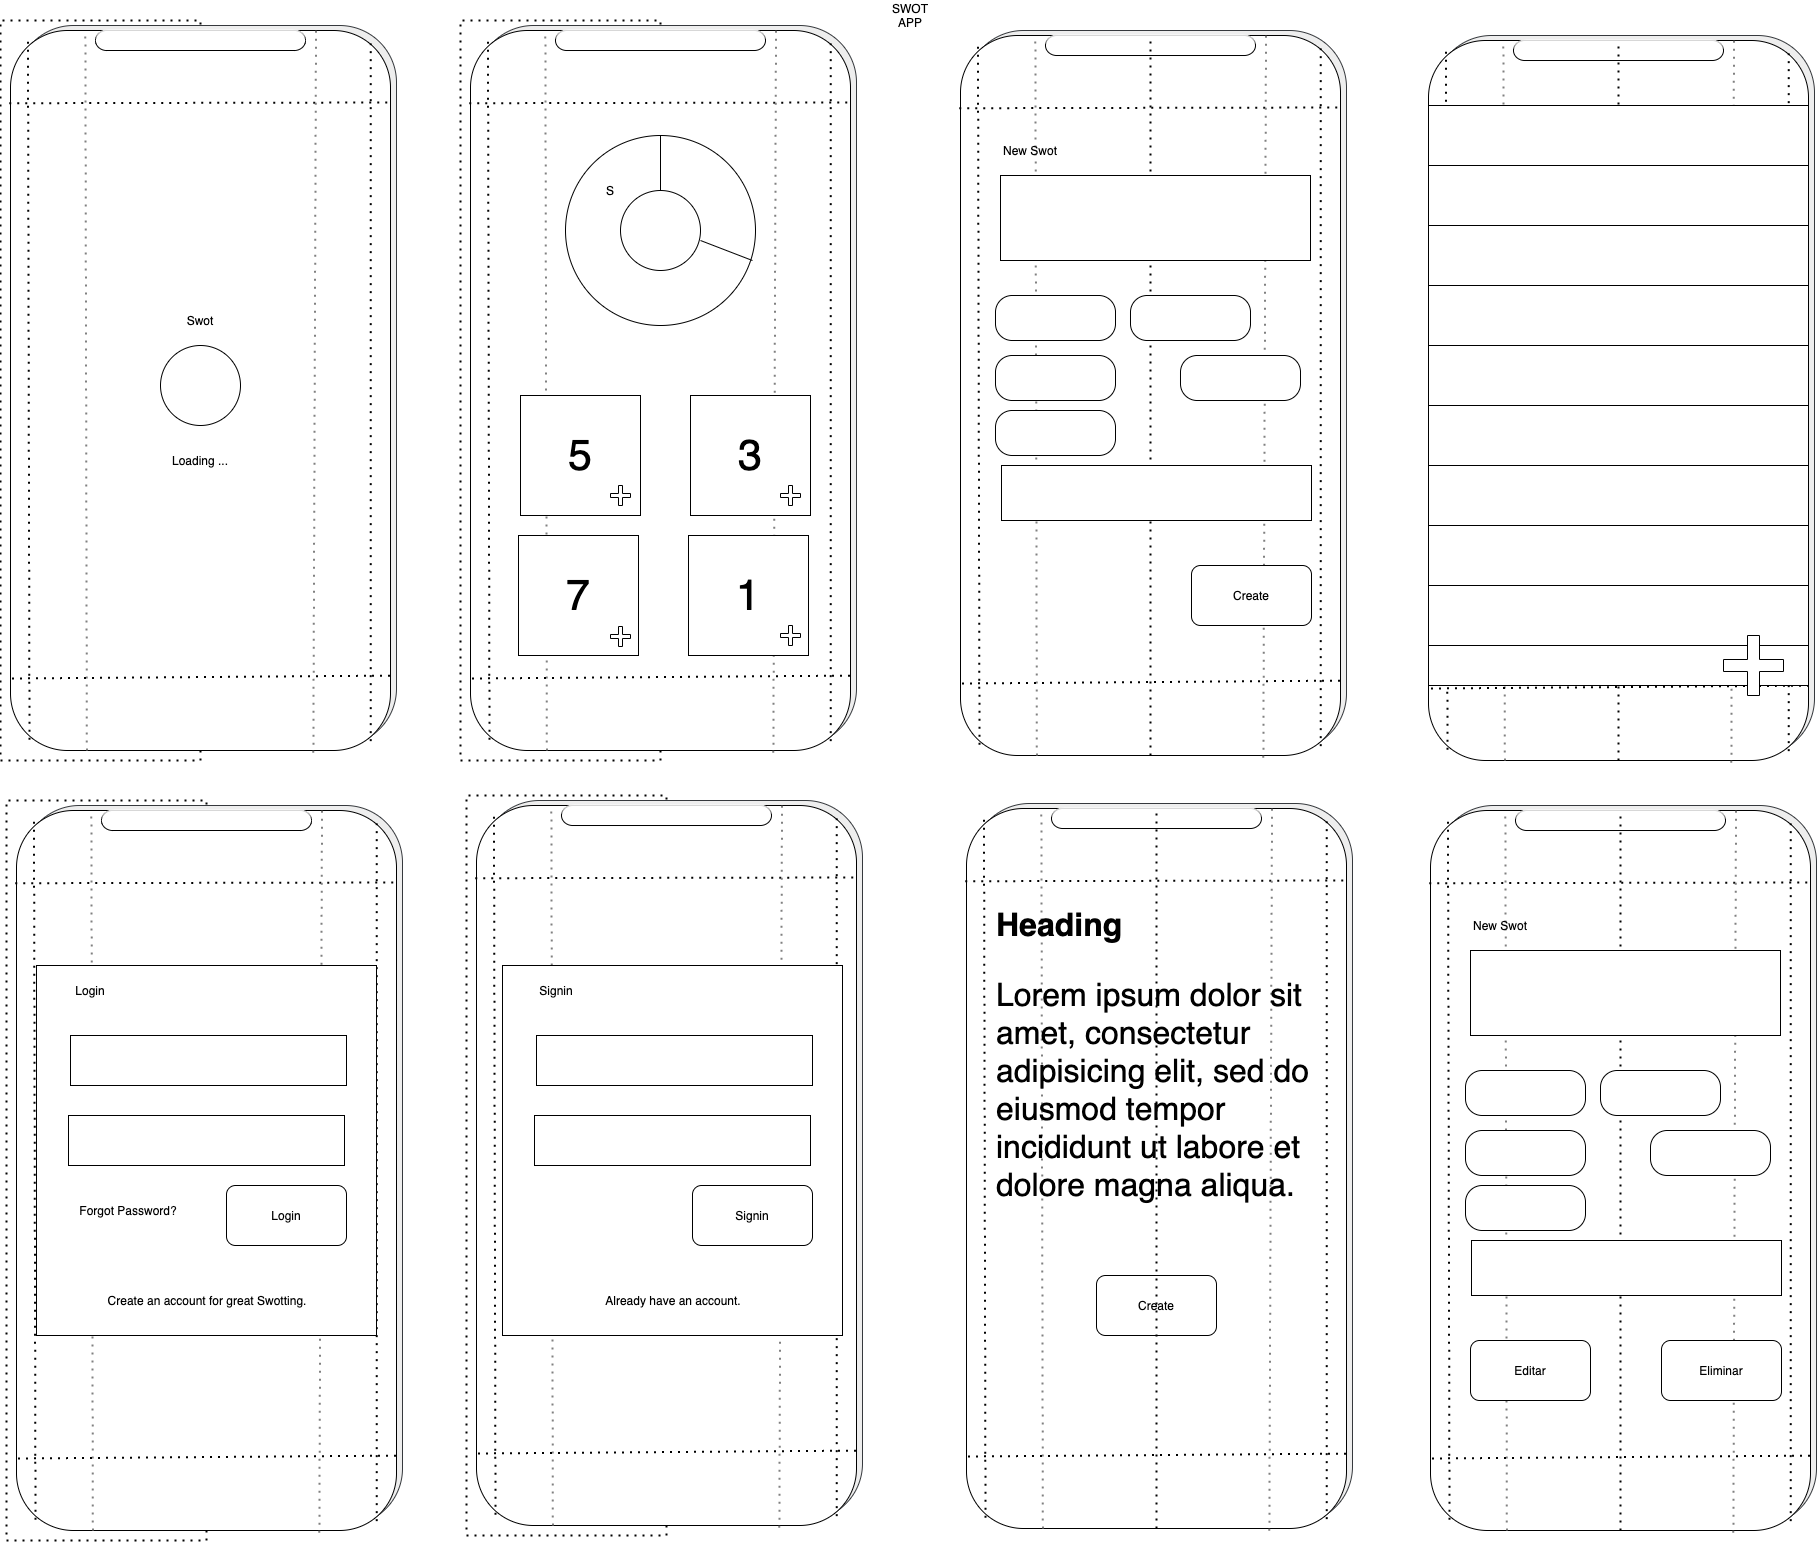 SWOT
APP
Swot
Loading ...
S
5
3
7
1
New Swot
Create
Login
Forgot Password?
Login
Create an account for great Swotting.
Signin
Signin
Already have an account.
Heading
Lorem ipsum dolor sit
amet, consectetur
adipisicing elit, sed do
eiusmod tempor
incididunt ut labore et
dolore magna aliqua.
Create
New Swot
Editar
Eliminar